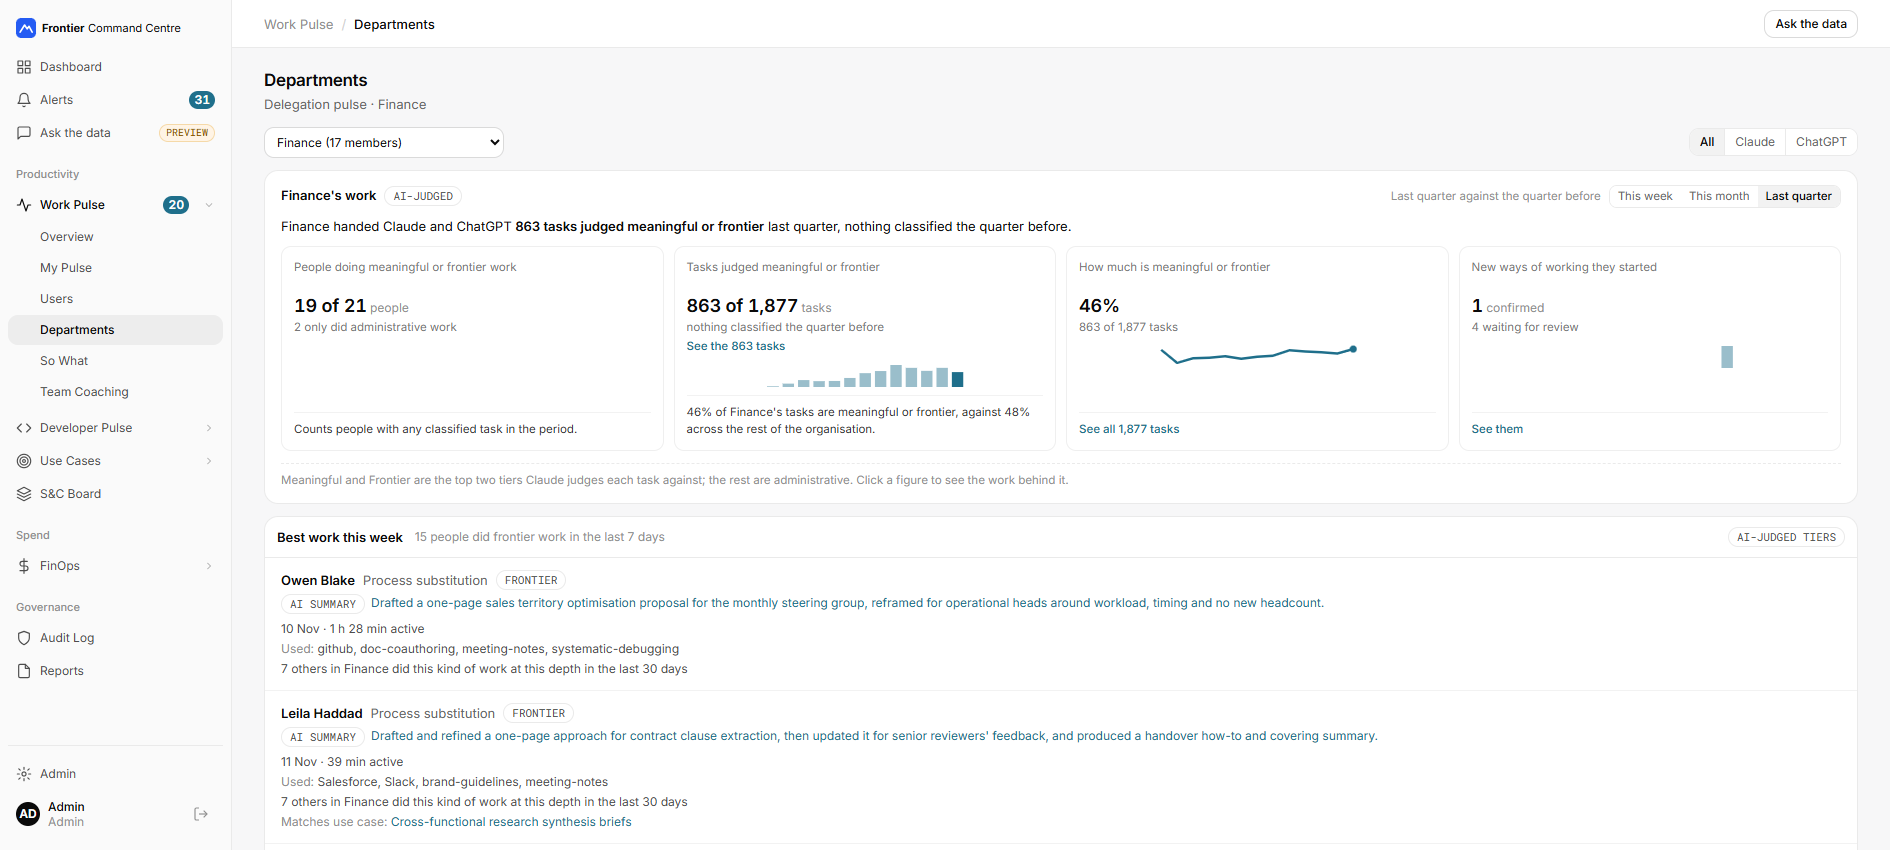 Frontier Command Centre
Dashboard
Alerts 31
Ask the data PREVIEW
Productivity
Work Pulse 20
Overview
My Pulse
Users
Departments
So What
Team Coaching
Developer Pulse
Use Cases
S&C Board
Spend
FinOps
Governance
Audit Log
Reports
Admin
AD Admin
Admin
Work Pulse / Departments
Ask the data
Departments
Delegation pulse · Finance
Finance (17 members)
All Claude ChatGPT
Finance's work AI-JUDGED
Last quarter against the quarter before This week This month Last quarter
Finance handed Claude and ChatGPT 863 tasks judged meaningful or frontier last quarter, nothing classified the quarter before.
People doing meaningful or frontier work
19 of 21 people
2 only did administrative work
Counts people with any classified task in the period.
Tasks judged meaningful or frontier
863 of 1,877 tasks
nothing classified the quarter before
See the 863 tasks
46% of Finance's tasks are meaningful or frontier, against 48%
across the rest of the organisation.
How much is meaningful or frontier
46%
863 of 1,877 tasks
See all 1,877 tasks
New ways of working they started
1 confirmed
4 waiting for review
See them
Meaningful and Frontier are the top two tiers Claude judges each task against; the rest are administrative. Click a figure to see the work behind it.
Best work this week 15 people did frontier work in the last 7 days
AI-JUDGED TIERS
Owen Blake Process substitution FRONTIER
AI SUMMARY Drafted a one-page sales territory optimisation proposal for the monthly steering group, reframed for operational heads around workload, timing and no new headcount.
10 Nov · 1 h 28 min active
Used: github, doc-coauthoring, meeting-notes, systematic-debugging
7 others in Finance did this kind of work at this depth in the last 30 days
Leila Haddad Process substitution FRONTIER
AI SUMMARY Drafted and refined a one-page approach for contract clause extraction, then updated it for senior reviewers' feedback, and produced a handover how-to and covering summary.
11 Nov · 39 min active
Used: Salesforce, Slack, brand-guidelines, meeting-notes
7 others in Finance did this kind of work at this depth in the last 30 days
Matches use case: Cross-functional research synthesis briefs